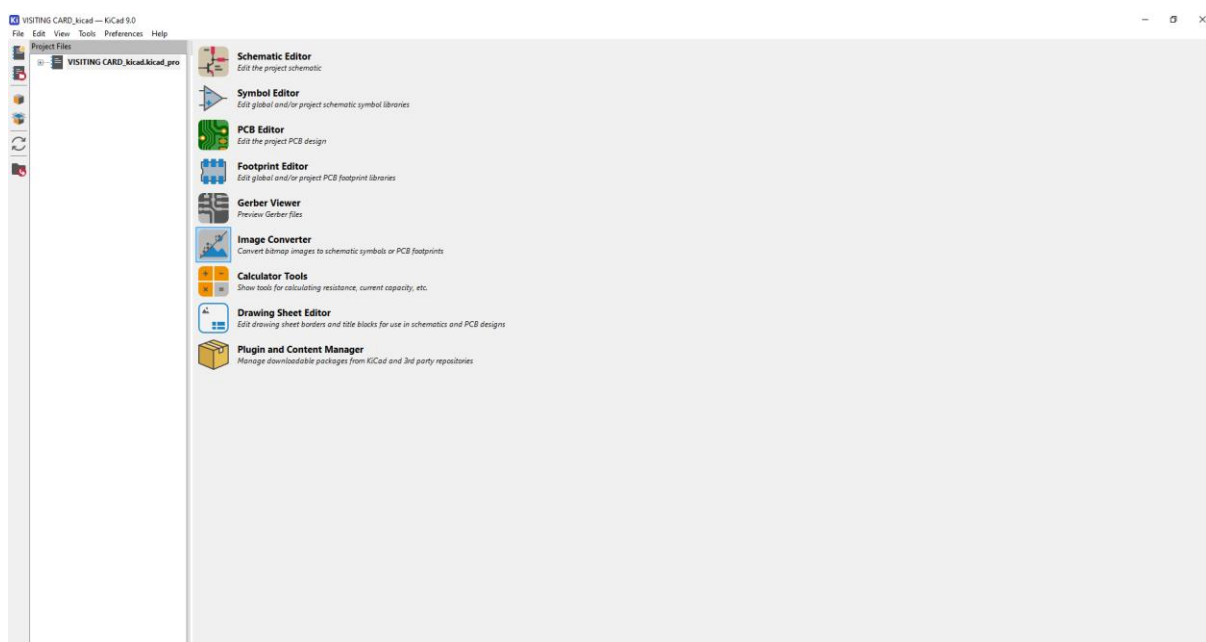 Ki VISITING CARD_kicad — KiCad 9.0
File Edit View Tools Preferences Help
Project Files
VISITING CARD_kicad.kicad_pro
Schematic Editor
Edit the project schematic
Symbol Editor
Edit global and/or project schematic symbol libraries
PCB Editor
Edit the project PCB design
Footprint Editor
Edit global and/or project PCB footprint libraries
Gerber Viewer
Preview Gerber files
Image Converter
Convert bitmap images to schematic symbols or PCB footprints
Calculator Tools
Show tools for calculating resistance, current capacity, etc.
Drawing Sheet Editor
Edit drawing sheet borders and title blocks for use in schematics and PCB designs
Plugin and Content Manager
Manage downloadable packages from KiCad and 3rd party repositories